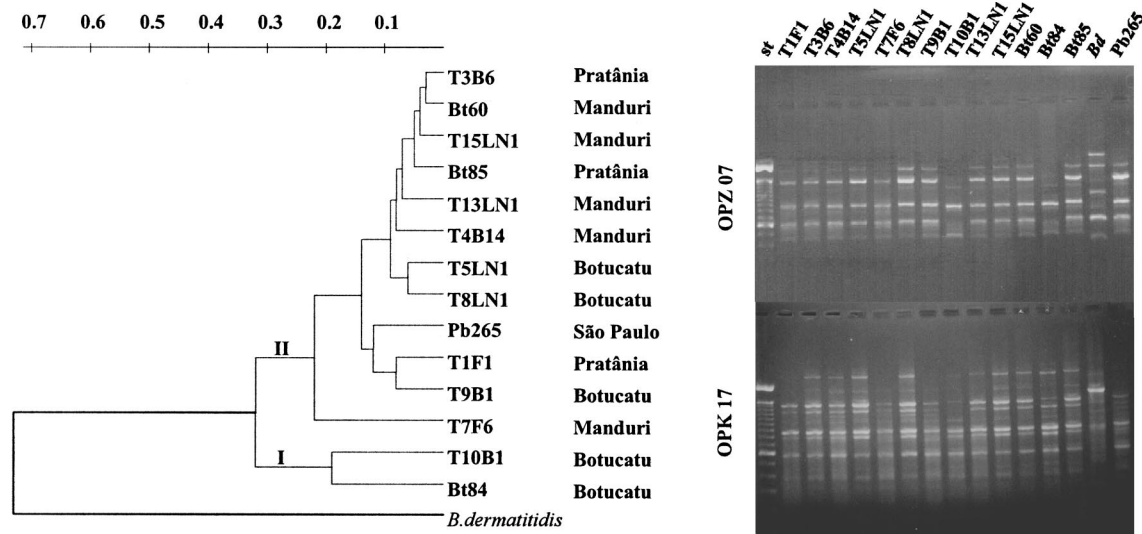 0.7 0.6 0.5 0.4 0.3 0.2 0.1
T3B6 Pratânia
Bt60 Manduri
T15LN1 Manduri
Bt85 Pratânia
T13LN1 Manduri
T4B14 Manduri
T5LN1 Botucatu
T8LN1 Botucatu
Pb265 São Paulo
II
T1F1 Pratânia
T9B1 Botucatu
T7F6 Manduri
T10B1 Botucatu
I
Bt84 Botucatu
B.dermatitidis
st T1F1 T3B6 T4B14 T5LN1 T7F6 T8LN1 T9B1 T10B1 T13LN1 T15LN1 Bt60 Bt84 Bt85 Bd Pb265
OPZ 07
OPK 17